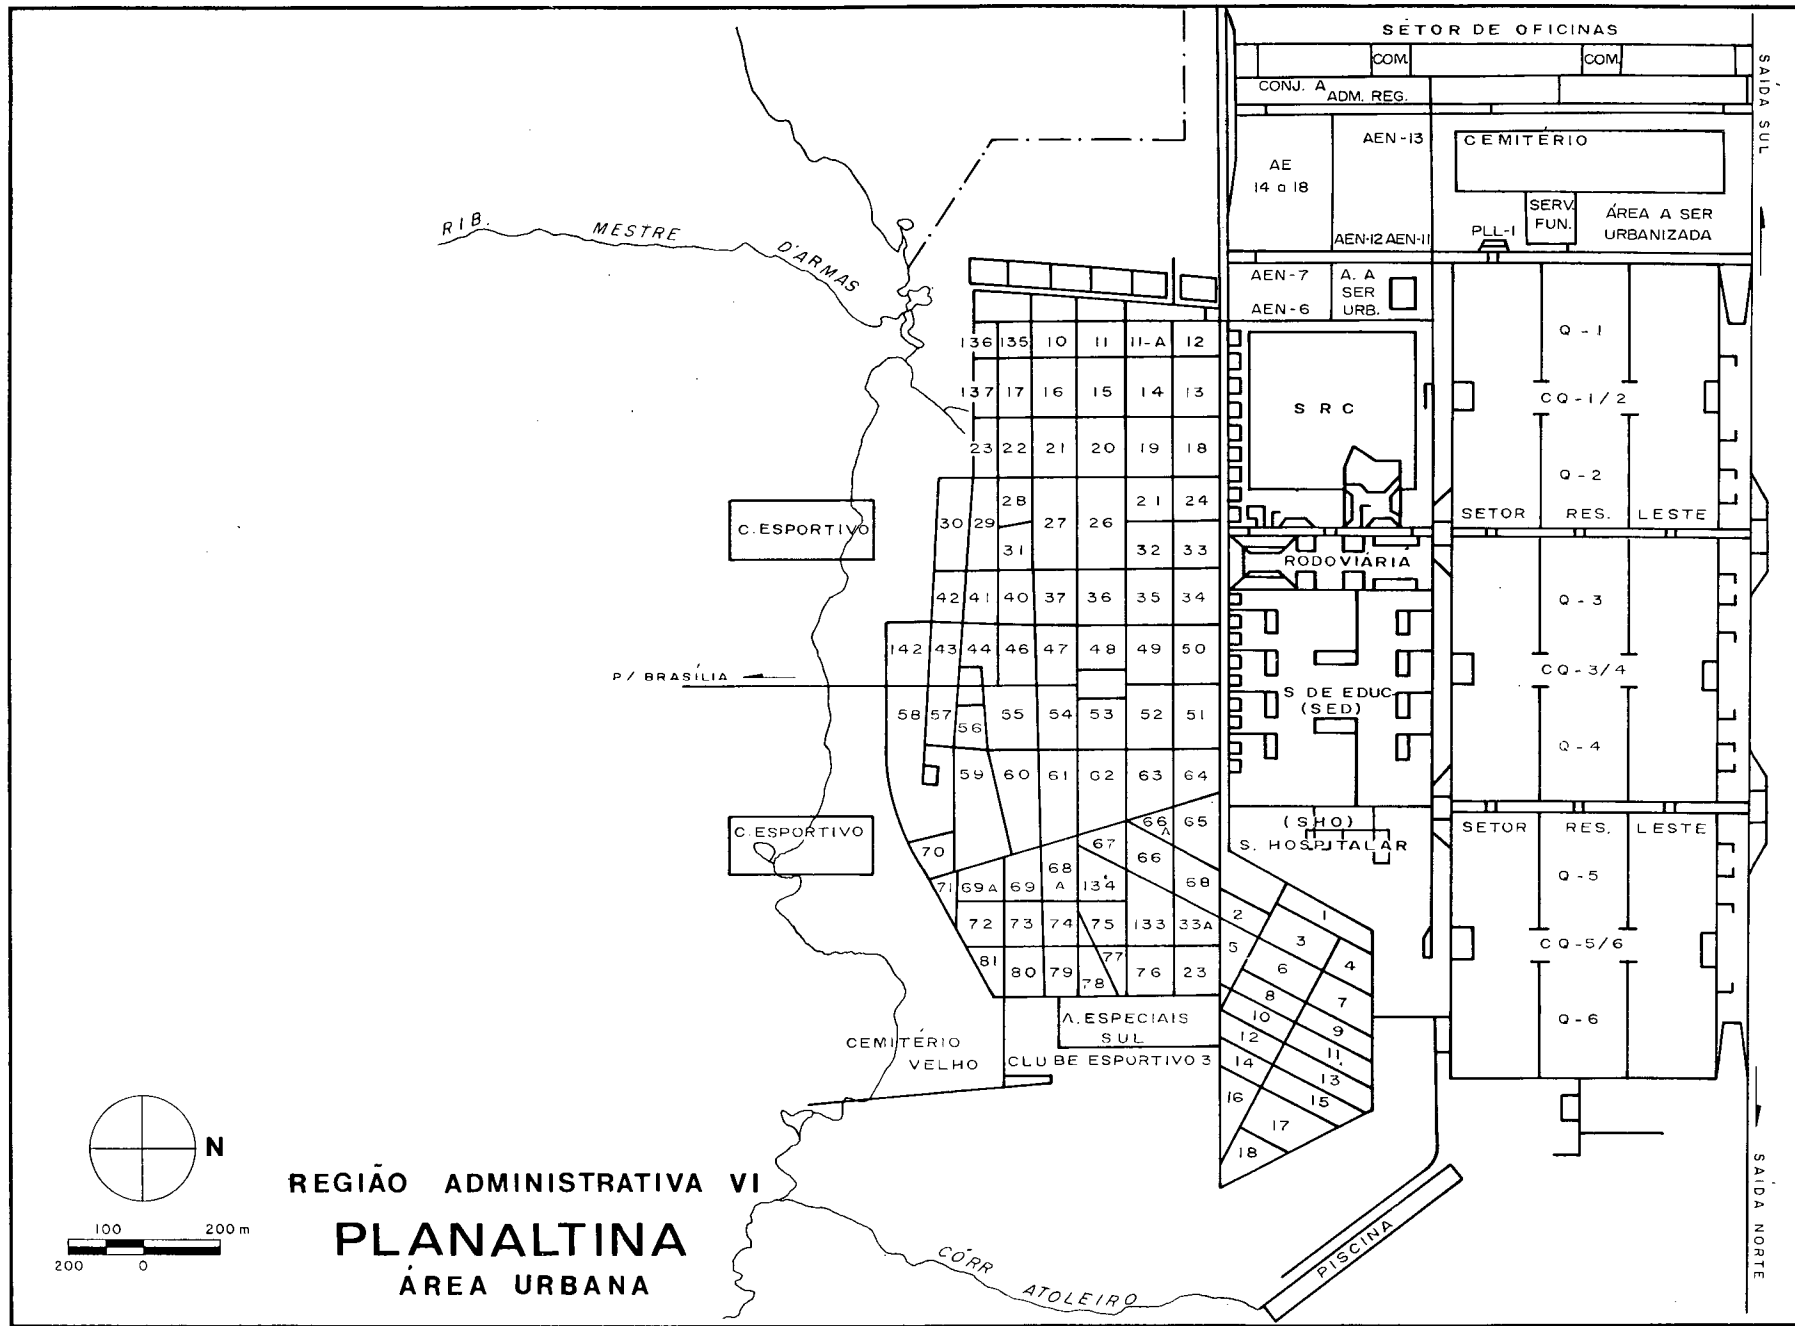 SETOR DE OFICINAS
COM.
COM.
CONJ. A
ADM. REG.
SAÍDA SUL
AEN-13
CEMITÉRIO
AE
14 a 18
SERV.
FUN.
ÁREA A SER
URBANIZADA
AEN-12 AEN-11
PLL-1
RIB. MESTRE D'ARMAS
AEN-7
AEN-6
A. A
SER
URB.
136 135 10 11 11-A 12
137 17 16 15 14 13
23 22 21 20 19 18
30 29 28 27 26 21 24
31 32 33
42 41 40 37 36 35 34
142 43 44 46 47 48 49 50
58 57 56 55 54 53 52 51
59 60 61 62 63 64
70 67 66 A 65
71 69A 69 68 A 134 66 68
72 73 74 75 133 33A
81 80 79 78 77 76 23
C. ESPORTIVO
C. ESPORTIVO
P/ BRASÍLIA
SRC
RODOVIÁRIA
S DE EDUC.
(SED)
(SHO)
S. HOSPITALAR
Q-1
CQ-1/2
Q-2
SETOR RES. LESTE
Q-3
CQ-3/4
Q-4
SETOR RES. LESTE
Q-5
CQ-5/6
Q-6
1
2
3
4
5
6
7
8
9
10
11
12
13
14
15
16
17
18
A. ESPECIAIS
SUL
CEMITÉRIO
VELHO
CLUBE ESPORTIVO 3
SAIDA NORTE
PISCINA
CÓRR ATOLEIRO
N
100 200 m
200 0
REGIÃO ADMINISTRATIVA VI
PLANALTINA
ÁREA URBANA